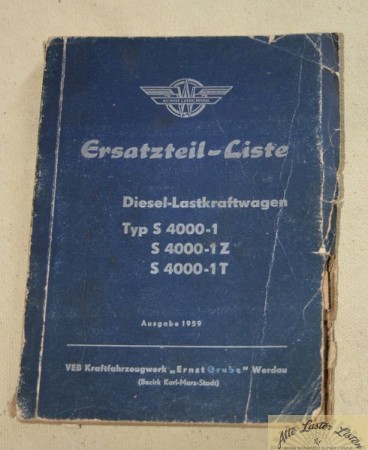 Ersatzteil-Liste
Diesel-Lastkraftwagen
Typ S 4000-1
S 4000-1 Z
S 4000-1 T
Ausgabe 1959
VEB Kraftfahrzeugwerk „Ernst Grube" Werdau
(Bezirk Karl-Marx-Stadt)
Alte Laster Listen